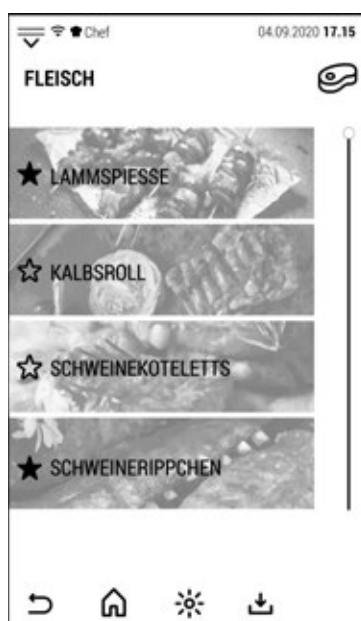 Chef 04.09.2020 17.15
FLEISCH
LAMMSPIESSE
KALBSROLL
SCHWEINEKOTELETTS
SCHWEINERIPPCHEN